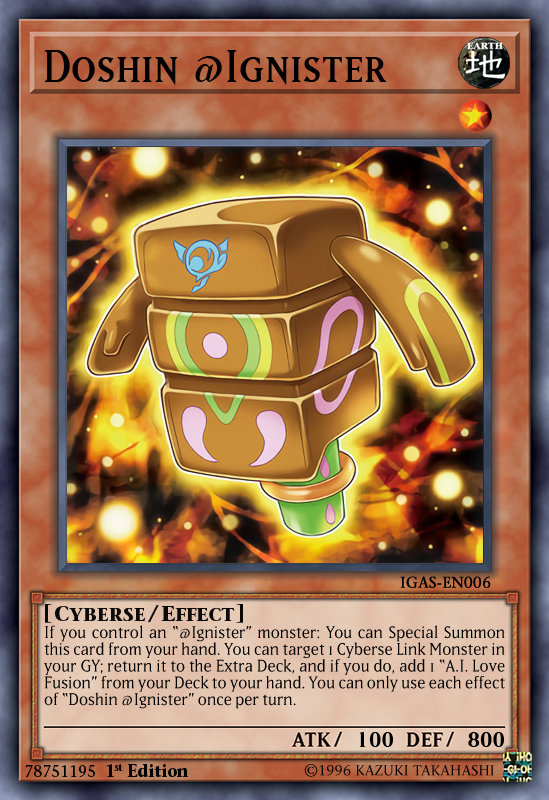 DOSHIN @IGNISTER
EARTH
地
IGAS-EN006
[CYBERSE/EFFECT]
If you control an "@Ignister" monster: You can Special Summon
this card from your hand. You can target 1 Cyberse Link Monster in
your GY; return it to the Extra Deck, and if you do, add 1 "A.I. Love
Fusion" from your Deck to your hand. You can only use each effect
of "Doshin @Ignister" once per turn.
ATK/ 100 DEF/ 800
78751195 1st Edition ©1996 KAZUKI TAKAHASHI